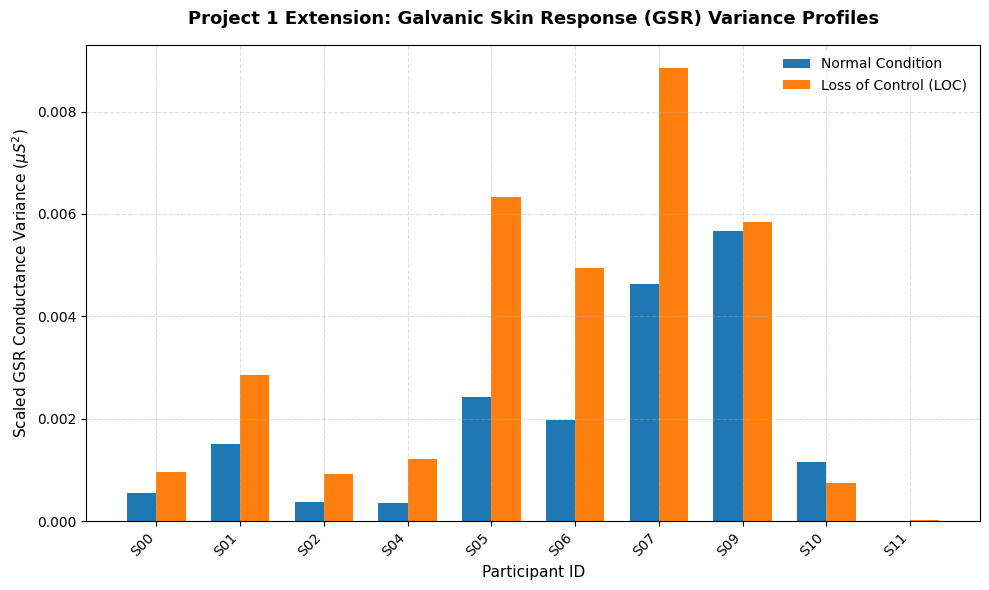 Project 1 Extension: Galvanic Skin Response (GSR) Variance Profiles
Normal Condition
Loss of Control (LOC)
Scaled GSR Conductance Variance (μS²)
0.008
0.006
0.004
0.002
0.000
S00 S01 S02 S04 S05 S06 S07 S09 S10 S11
Participant ID